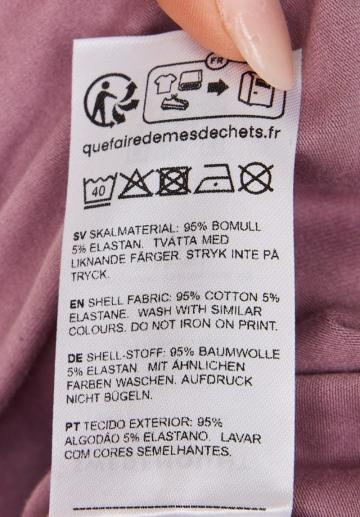 FR
quefairedemesdechets.fr
40
SV SKALMATERIAL: 95% BOMULL
5% ELASTAN. TVÄTTA MED
LIKNANDE FÄRGER. STRYK INTE PÅ
TRYCK.
EN SHELL FABRIC: 95% COTTON 5%
ELASTANE. WASH WITH SIMILAR
COLOURS. DO NOT IRON ON PRINT.
DE SHELL-STOFF: 95% BAUMWOLLE
5% ELASTAN. MIT ÄHNLICHEN
FARBEN WASCHEN. AUFDRUCK
NICHT BÜGELN.
PT TECIDO EXTERIOR: 95%
ALGODÃO 5% ELASTANO. LAVAR
COM CORES SEMELHANTES.